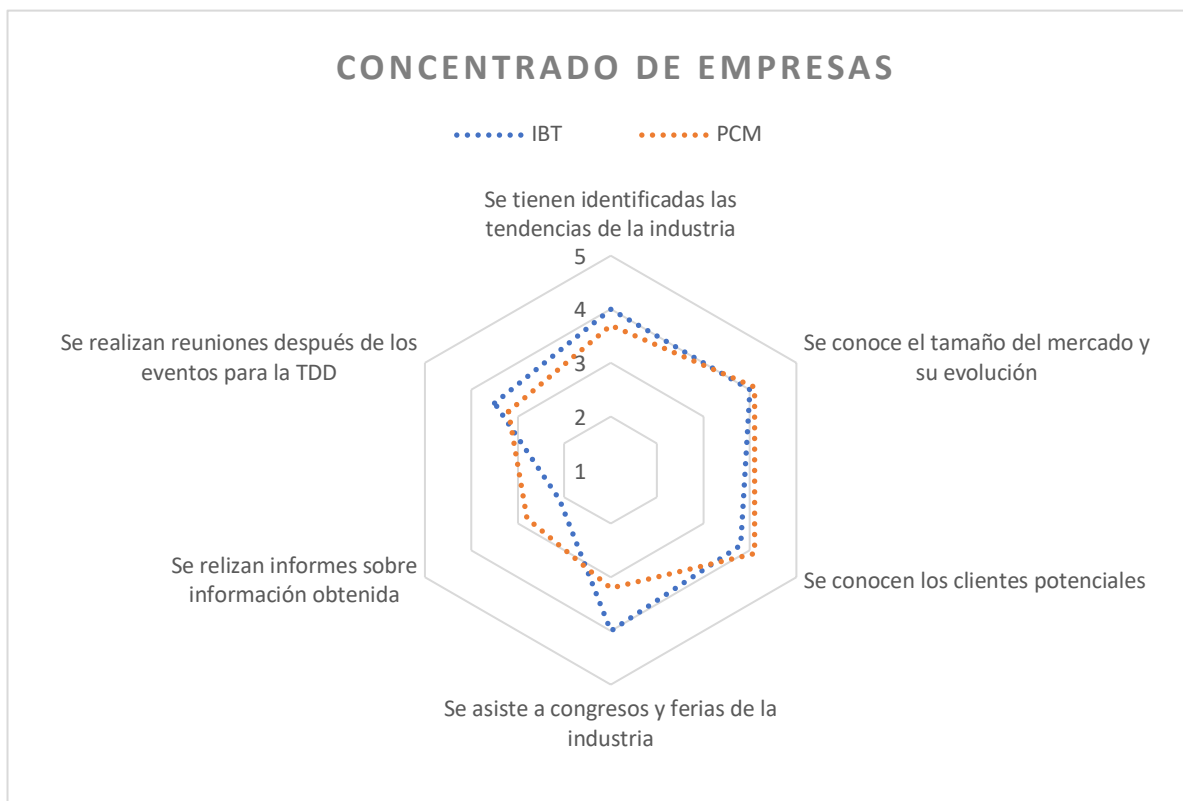 CONCENTRADO DE EMPRESAS
IBT
PCM
Se tienen identificadas las
tendencias de la industria
5
4
3
2
1
Se conoce el tamaño del mercado y
su evolución
Se conocen los clientes potenciales
Se asiste a congresos y ferias de la
industria
Se relizan informes sobre
información obtenida
Se realizan reuniones después de los
eventos para la TDD